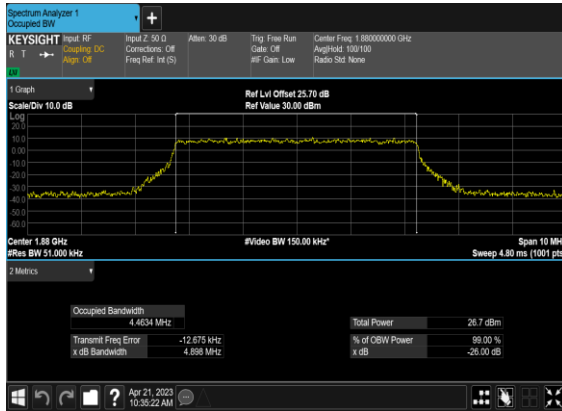 Spectrum Analyzer 1
Occupied BW
+
KEYSIGHT
R T
LXI
Input: RF
Coupling: DC
Align: Off
Input Z: 50 Ω
Corrections: Off
Freq Ref: Int (S)
Atten: 30 dB
Trig: Free Run
Gate: Off
#IF Gain: Low
Center Freq: 1.880000000 GHz
Avg|Hold: 100/100
Radio Std: None
1 Graph
Scale/Div 10.0 dB
Ref Lvl Offset 25.70 dB
Ref Value 30.00 dBm
Log
20.0
10.0
0.00
-10.0
-20.0
-30.0
-40.0
-50.0
-60.0
Center 1.88 GHz
#Res BW 51.000 kHz
#Video BW 150.00 kHz*
Span 10 MH
Sweep 4.80 ms (1001 pts
2 Metrics
Occupied Bandwidth
4.4634 MHz
Transmit Freq Error -12.675 kHz
x dB Bandwidth 4.898 MHz
Total Power 26.7 dBm
% of OBW Power 99.00 %
x dB -26.00 dB
?
Apr 21, 2023
10:35:22 AM